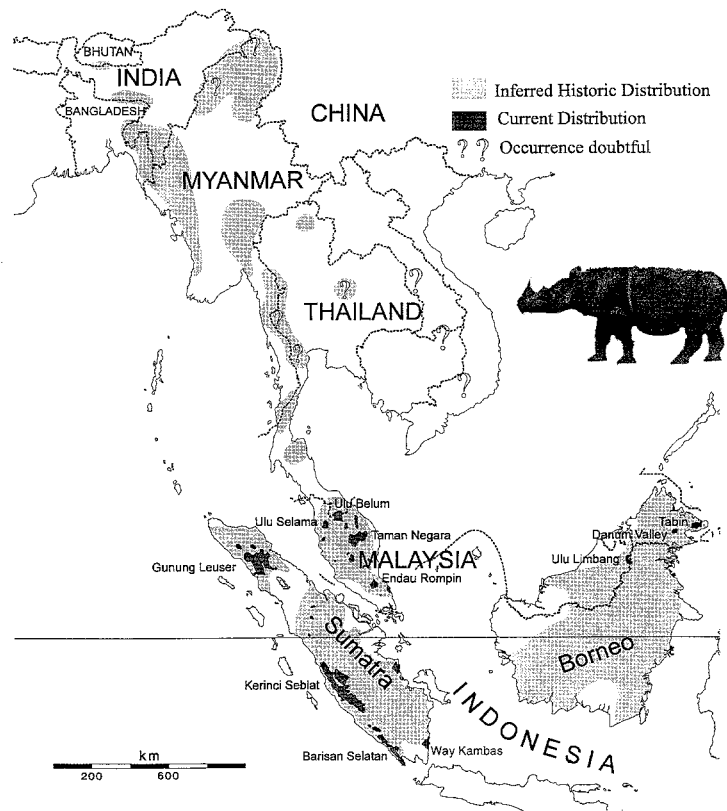 BHUTAN
INDIA
BANGLADESH
CHINA
MYANMAR
THAILAND
Inferred Historic Distribution
Current Distribution
? ? Occurrence doubtful
?
?
?
?
?
?
Ulu Belum
Ulu Selama
Taman Negara
MALAYSIA
Endau Rompin
Gunung Leuser
Tabin
Danum Valley
Ulu Limbang
Sumatra
Borneo
Kerinci Seblat
INDONESIA
Barisan Selatan
Way Kambas
km
200 600